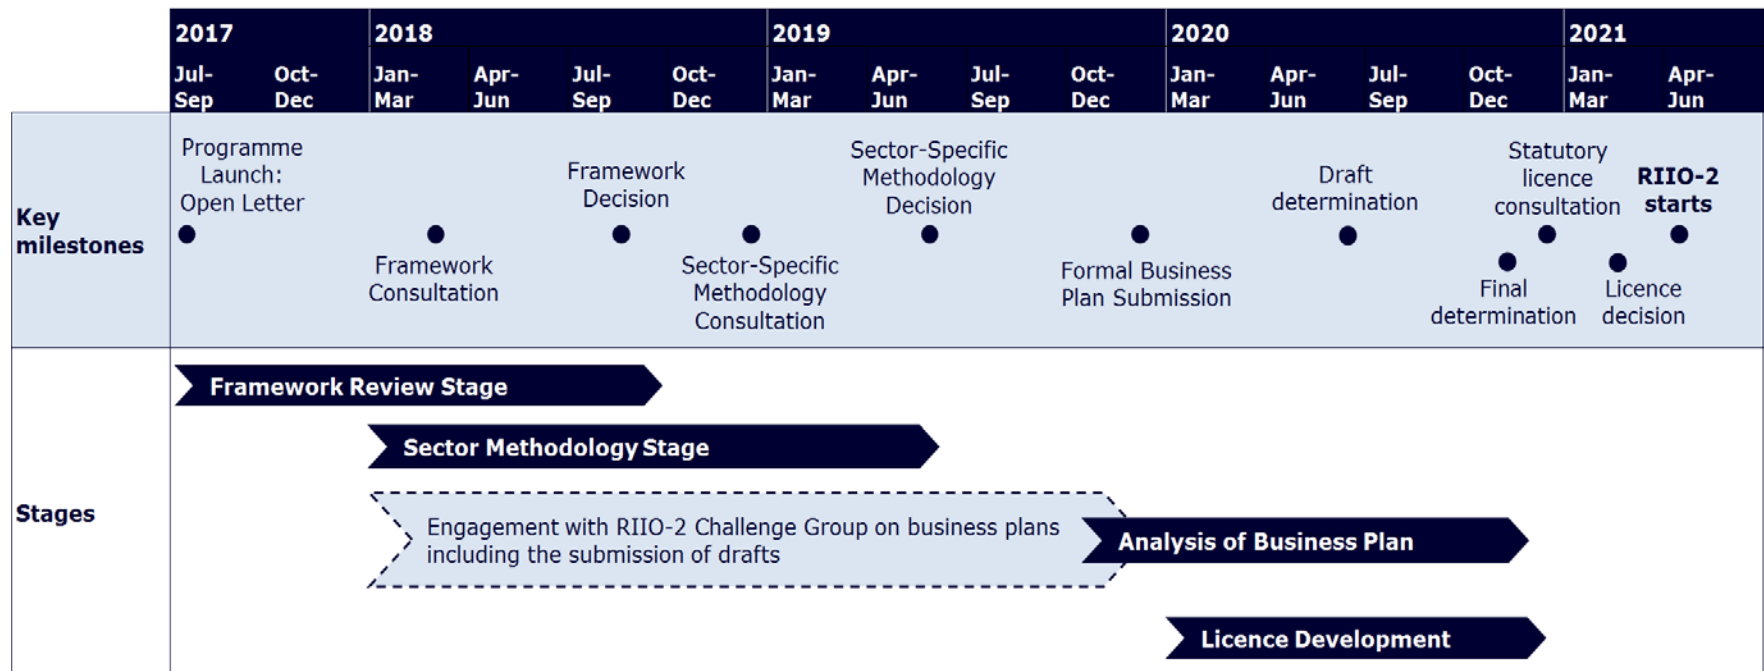 2017 2018 2019 2020 2021
Jul- Oct- Jan- Apr- Jul- Oct- Jan- Apr- Jul- Oct- Jan- Apr- Jul- Oct- Jan- Apr-
Sep Dec Mar Jun Sep Dec Mar Jun Sep Dec Mar Jun Sep Dec Mar Jun
Key
milestones
Programme
Launch:
Open Letter
Framework
Consultation
Framework
Decision
Sector-Specific
Methodology
Consultation
Sector-Specific
Methodology
Decision
Formal Business
Plan Submission
Draft
determination
Final
determination
Statutory
licence
consultation
Licence
decision
RIIO-2
starts
Stages
Framework Review Stage
Sector Methodology Stage
Engagement with RIIO-2 Challenge Group on business plans
including the submission of drafts
Analysis of Business Plan
Licence Development